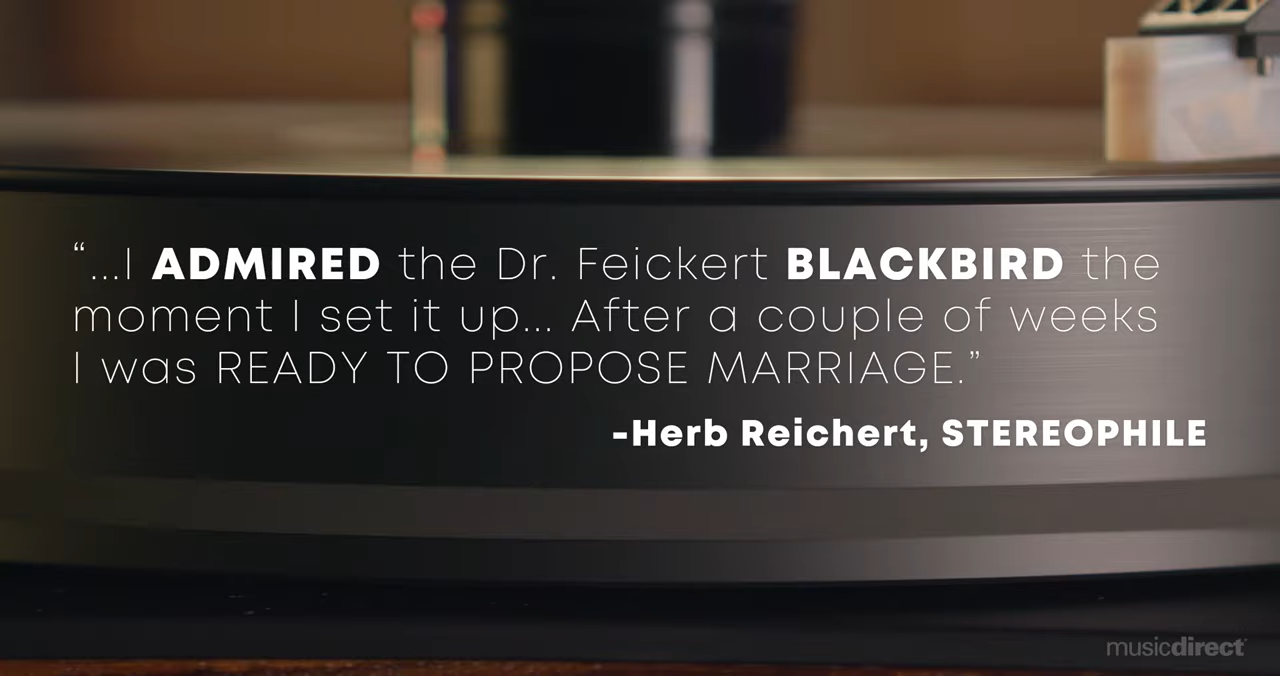 “...I ADMIRED the Dr. Feickert BLACKBIRD the
moment I set it up... After a couple of weeks
I was READY TO PROPOSE MARRIAGE.”
-Herb Reichert, STEREOPHILE
musicdirect